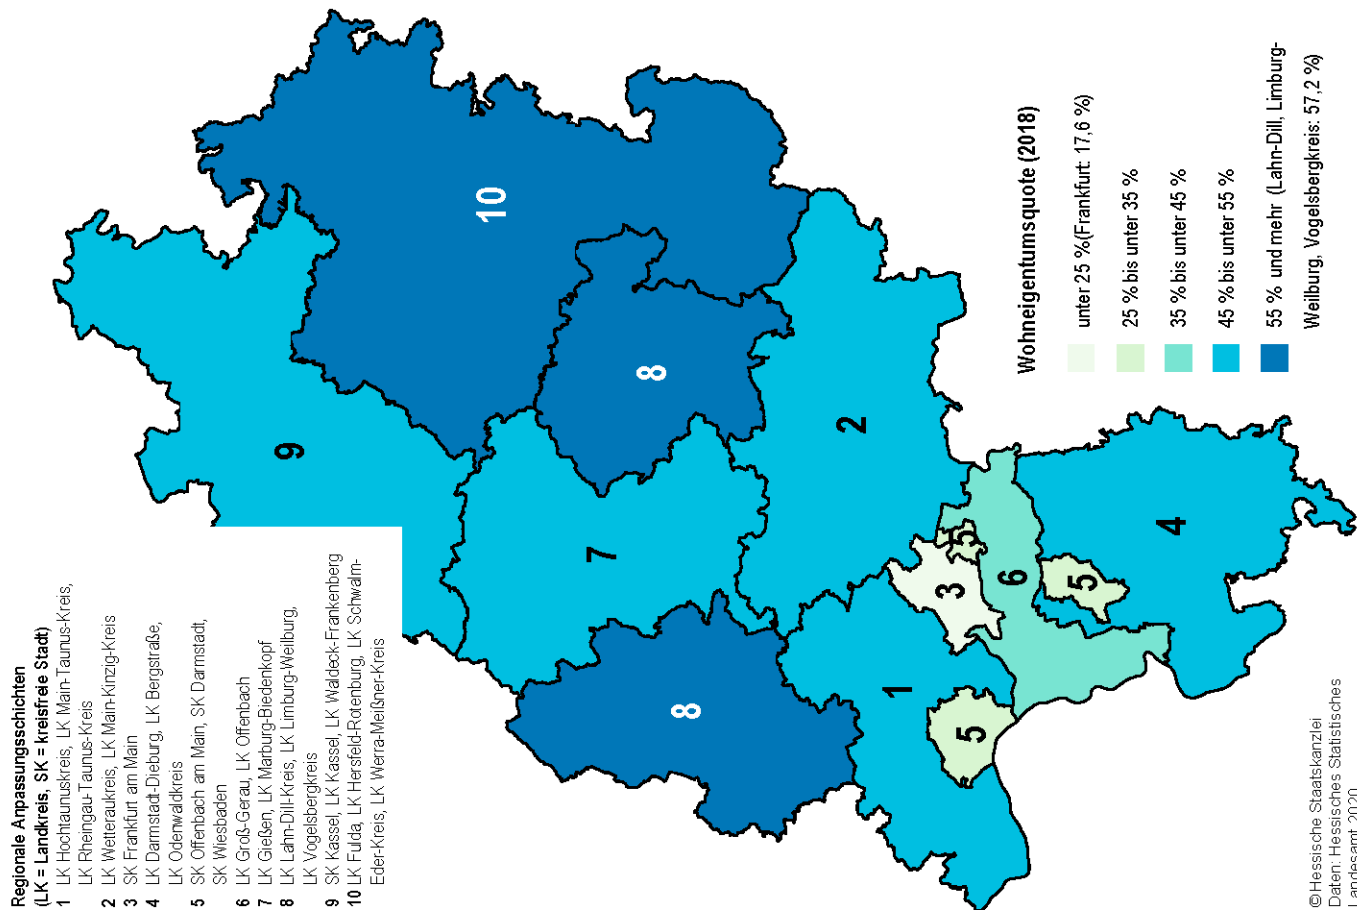 Regionale Anpassungsschichten
(LK = Landkreis, SK = kreisfreie Stadt)
1 LK Hochtaunuskreis, LK Main-Taunus-Kreis,
LK Rheingau-Taunus-Kreis
2 LK Wetteraukreis, LK Main-Kinzig-Kreis
3 SK Frankfurt am Main
4 LK Darmstadt-Dieburg, LK Bergstraße,
LK Odenwaldkreis
5 SK Offenbach am Main, SK Darmstadt,
SK Wiesbaden
6 LK Groß-Gerau, LK Offenbach
7 LK Gießen, LK Marburg-Biedenkopf
8 LK Lahn-Dill-Kreis, LK Limburg-Weilburg,
LK Vogelsbergkreis
9 SK Kassel, LK Kassel, LK Waldeck-Frankenberg
10 LK Fulda, LK Hersfeld-Rotenburg, LK Schwalm-
Eder-Kreis, LK Werra-Meißner-Kreis
9
10
7
8
8
2
1
3
5
5
6
5
4
Wohneigentumsquote (2018)
unter 25 %(Frankfurt: 17,6 %)
25 % bis unter 35 %
35 % bis unter 45 %
45 % bis unter 55 %
55 % und mehr (Lahn-Dill, Limburg-
Weilburg, Vogelsbergkreis: 57,2 %)
©Hessische Staatskanzlei
Daten: Hessisches Statistisches
Landesamt 2020